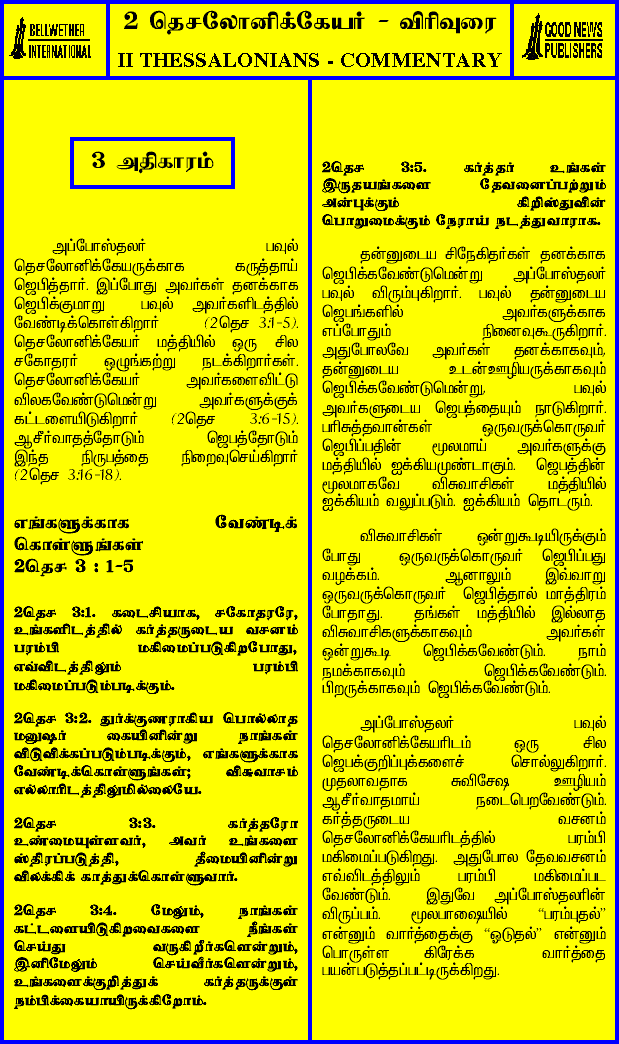 BELLWETHER
INTERNATIONAL
2 தெசலோனிக்கேயர் - விரிவுரை
II THESSALONIANS - COMMENTARY
GOOD NEWS
PUBLISHERS
3 அதிகாரம்
அப்போஸ்தலர் பவுல்
தெசலோனிக்கேயருக்காக கருத்தாய்
ஜெபித்தார். இப்போது அவர்கள் தனக்காக
ஜெபிக்குமாறு பவுல் அவர்களிடத்தில்
வேண்டிக்கொள்கிறார் (2தெச 3:1-5).
தெசலோனிக்கேயர் மத்தியில் ஒரு சில
சகோதரர் ஒழுங்கற்று நடக்கிறார்கள்.
தெசலோனிக்கேயர் அவர்களைவிட்டு
விலகவேண்டுமென்று அவர்களுக்குக்
கட்டளையிடுகிறார் (2தெச 3:6-15).
ஆசீர்வாதத்தோடும் ஜெபத்தோடும்
இந்த நிருபத்தை நிறைவுசெய்கிறார்
(2தெச 3:16-18).
எங்களுக்காக வேண்டிக்
கொள்ளுங்கள்
2தெச 3 : 1-5
2தெச 3:1. கடைசியாக, சகோதரரே,
உங்களிடத்தில் கர்த்தருடைய வசனம்
பரம்பி மகிமைப்படுகிறபோது,
எவ்விடத்திலும் பரம்பி
மகிமைப்படும்படிக்கும்.
2தெச 3:2. துர்க்குணராகிய பொல்லாத
மனுஷர் கையினின்று நாங்கள்
விடுவிக்கப்படும்படிக்கும், எங்களுக்காக
வேண்டிக்கொள்ளுங்கள்; விசுவாசம்
எல்லாரிடத்திலுமில்லையே.
2தெச 3:3. கர்த்தரோ
உண்மையுள்ளவர், அவர் உங்களை
ஸ்திரப்படுத்தி, தீமையினின்று
விலக்கிக் காத்துக்கொள்ளுவார்.
2தெச 3:4. மேலும், நாங்கள்
கட்டளையிடுகிறவைகளை நீங்கள்
செய்து வருகிறீர்களென்றும்,
இனிமேலும் செய்வீர்களென்றும்,
உங்களைக்குறித்துக் கர்த்தருக்குள்
நம்பிக்கையாயிருக்கிறோம்.
2தெச 3:5. கர்த்தர் உங்கள்
இருதயங்களை தேவனைப்பற்றும்
அன்புக்கும் கிறிஸ்துவின்
பொறுமைக்கும் நேராய் நடத்துவாராக.
தன்னுடைய சிநேகிதர்கள் தனக்காக
ஜெபிக்கவேண்டுமென்று அப்போஸ்தலர்
பவுல் விரும்புகிறார். பவுல் தன்னுடைய
ஜெபங்களில் அவர்களுக்காக
எப்போதும் நினைவுகூருகிறார்.
அதுபோலவே அவர்கள் தனக்காகவும்,
தன்னுடைய உடன்ஊழியருக்காகவும்
ஜெபிக்கவேண்டுமென்று, பவுல்
அவர்களுடைய ஜெபத்தையும் நாடுகிறார்.
பரிசுத்தவான்கள் ஒருவருக்கொருவர்
ஜெபிப்பதின் மூலமாய் அவர்களுக்கு
மத்தியில் ஐக்கியமுண்டாகும். ஜெபத்தின்
மூலமாகவே விசுவாசிகள் மத்தியில்
ஐக்கியம் வலுப்படும். ஐக்கியம் தொடரும்.
விசுவாசிகள் ஒன்றுகூடியிருக்கும்
போது ஒருவருக்கொருவர் ஜெபிப்பது
வழக்கம். ஆனாலும் இவ்வாறு
ஒருவருக்கொருவர் ஜெபித்தால் மாத்திரம்
போதாது. தங்கள் மத்தியில் இல்லாத
விசுவாசிகளுக்காகவும் அவர்கள்
ஒன்றுகூடி ஜெபிக்கவேண்டும். நாம்
நமக்காகவும் ஜெபிக்கவேண்டும்.
பிறருக்காகவும் ஜெபிக்கவேண்டும்.
அப்போஸ்தலர் பவுல்
தெசலோனிக்கேயரிடம் ஒரு சில
ஜெபக்குறிப்புக்களைச் சொல்லுகிறார்.
முதலாவதாக சுவிசேஷ ஊழியம்
ஆசீர்வாதமாய் நடைபெறவேண்டும்.
கர்த்தருடைய வசனம்
தெசலோனிக்கேயரிடத்தில் பரம்பி
மகிமைப்படுகிறது. அதுபோல தேவவசனம்
எவ்விடத்திலும் பரம்பி மகிமைப்பட
வேண்டும். இதுவே அப்போஸ்தலரின்
விருப்பம். மூலபாஷையில் “பரம்புதல்”
என்னும் வார்த்தைக்கு “ஓடுதல்” என்னும்
பொருள்ள கிரேக்க வார்த்தை
பயன்படுத்தப்பட்டிருக்கிறது.